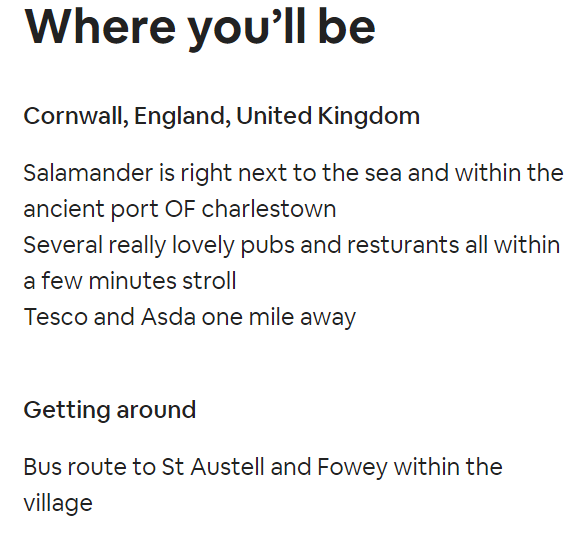 Where you’ll be
Cornwall, England, United Kingdom
Salamander is right next to the sea and within the
ancient port OF charlestown
Several really lovely pubs and resturants all within
a few minutes stroll
Tesco and Asda one mile away
Getting around
Bus route to St Austell and Fowey within the
village